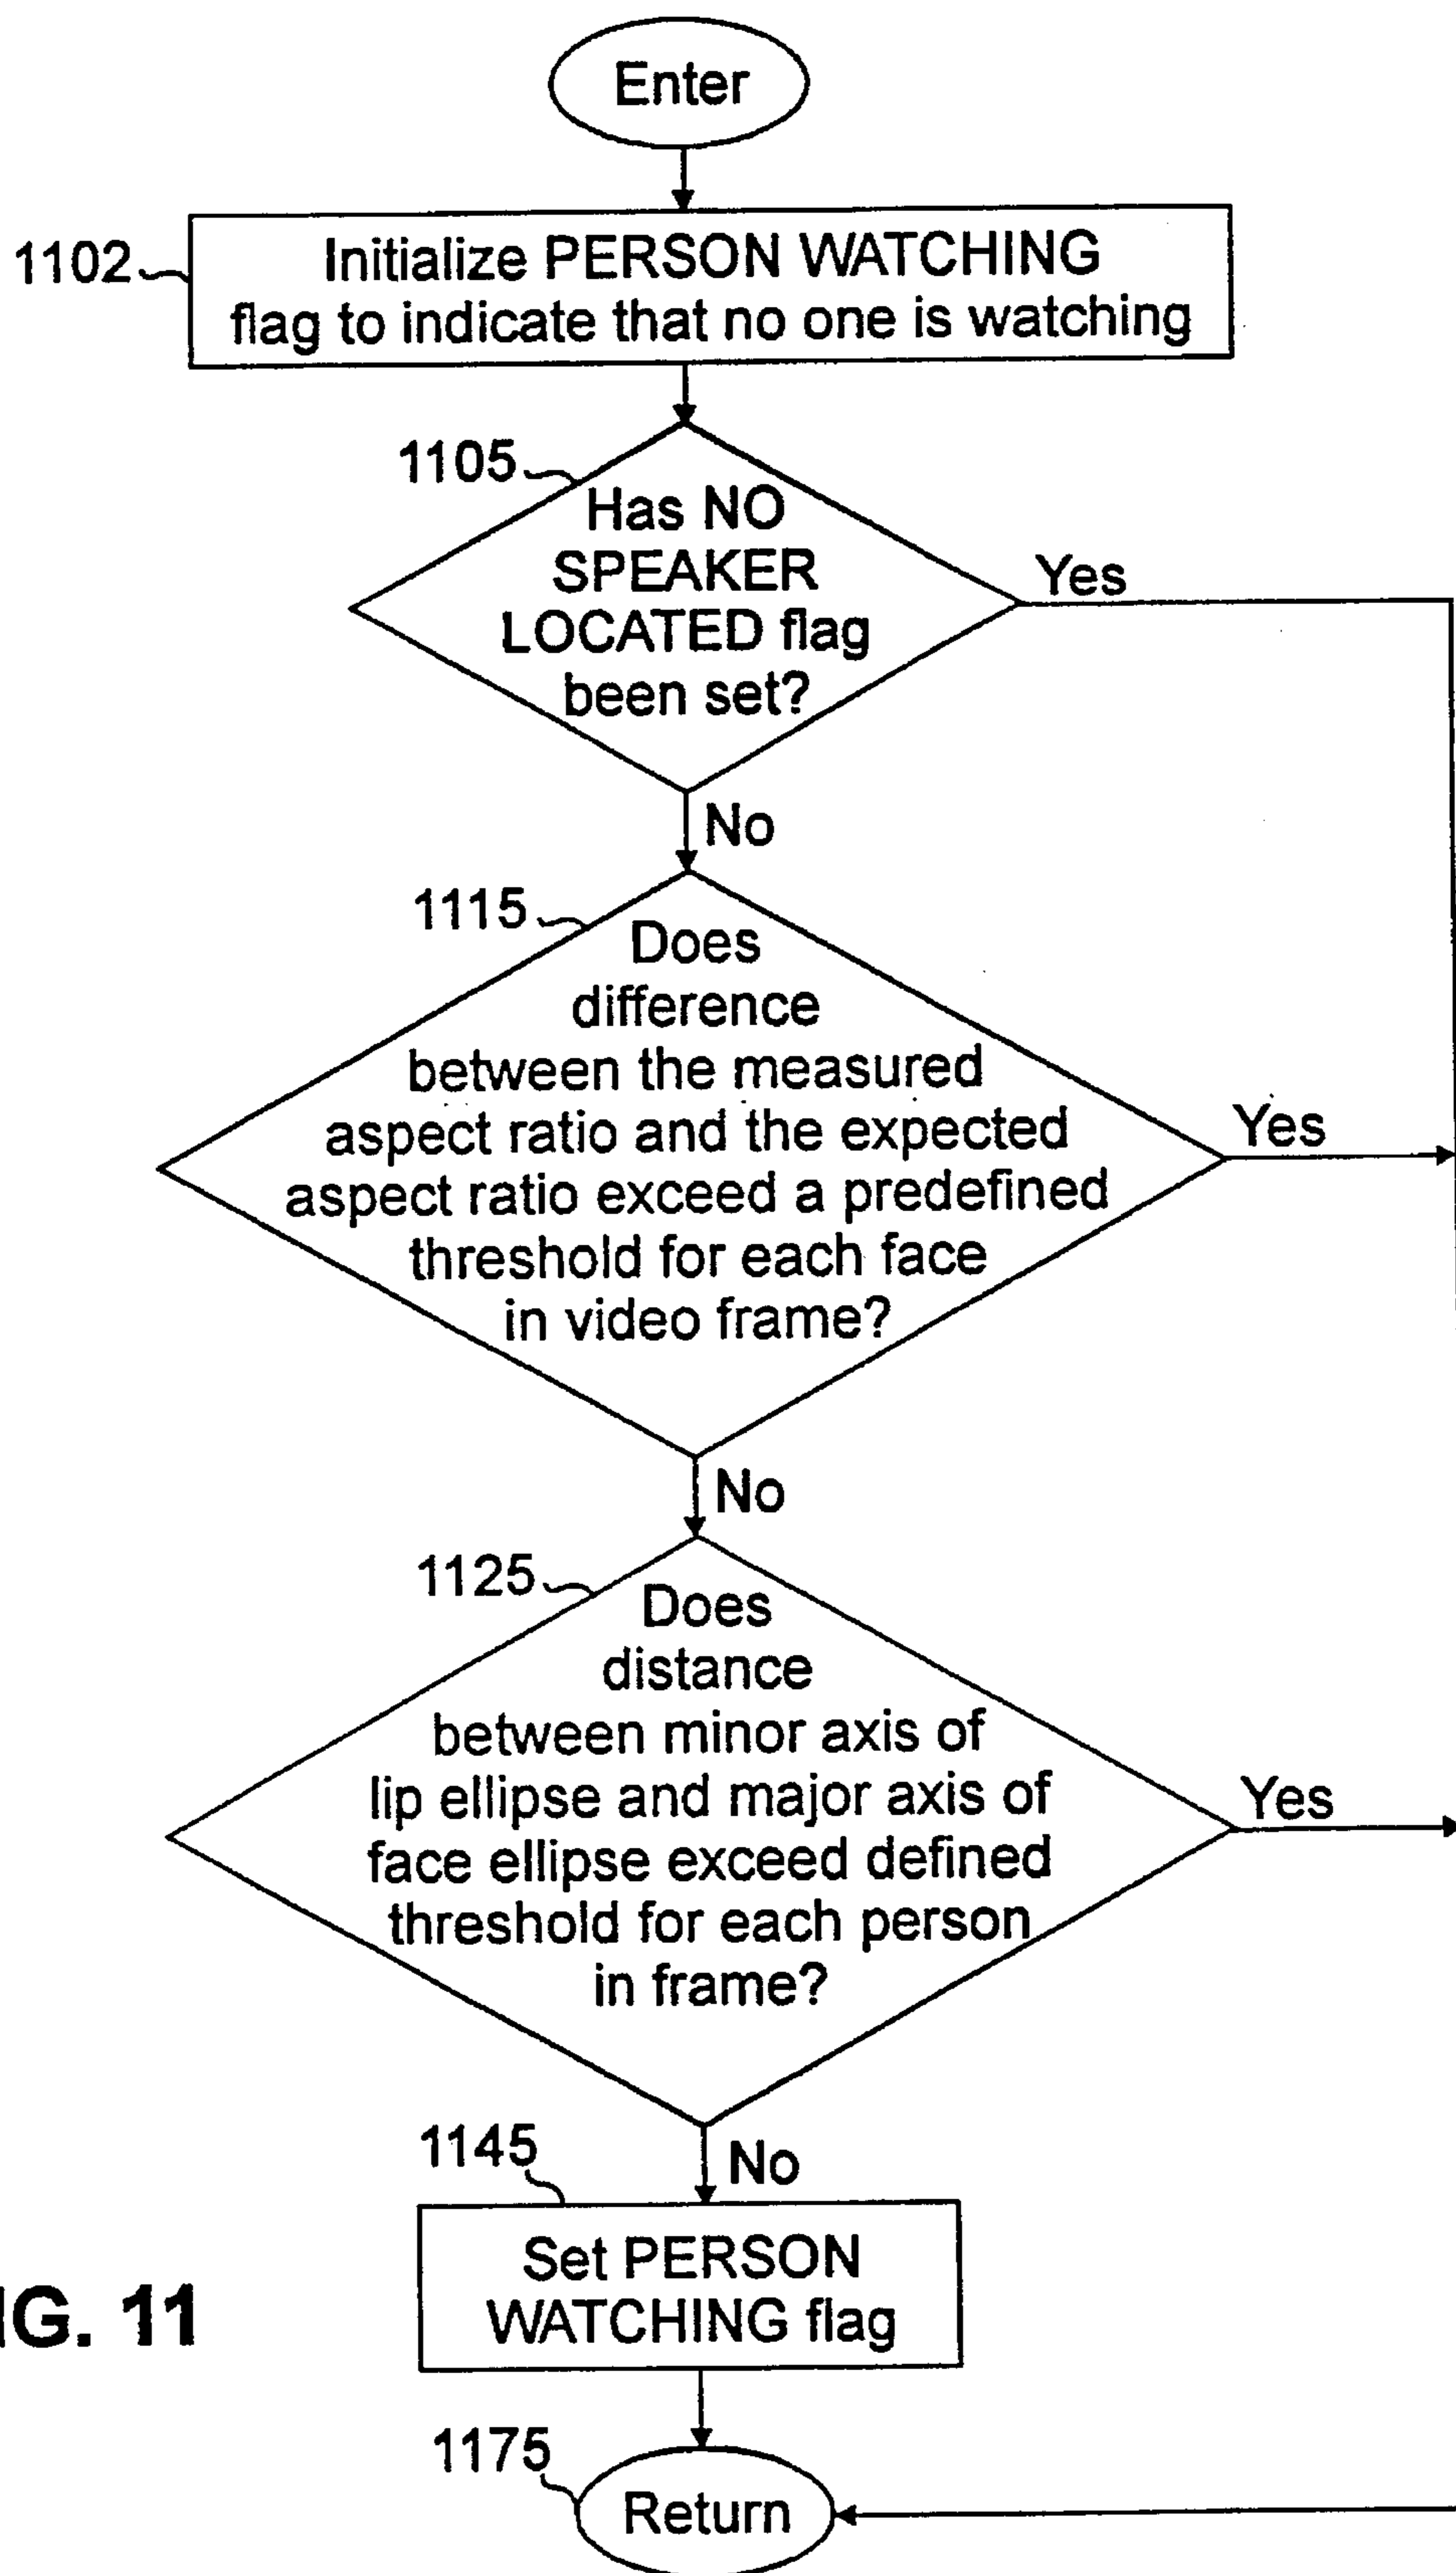 Enter
1102
Initialize PERSON WATCHING
flag to indicate that no one is watching
1105
Has NO
SPEAKER
LOCATED flag
been set?
Yes
No
1115
Does
difference
between the measured
aspect ratio and the expected
aspect ratio exceed a predefined
threshold for each face
in video frame?
Yes
No
1125
Does
distance
between minor axis of
lip ellipse and major axis of
face ellipse exceed defined
threshold for each person
in frame?
Yes
No
1145
Set PERSON
WATCHING flag
IG. 11
1175
Return